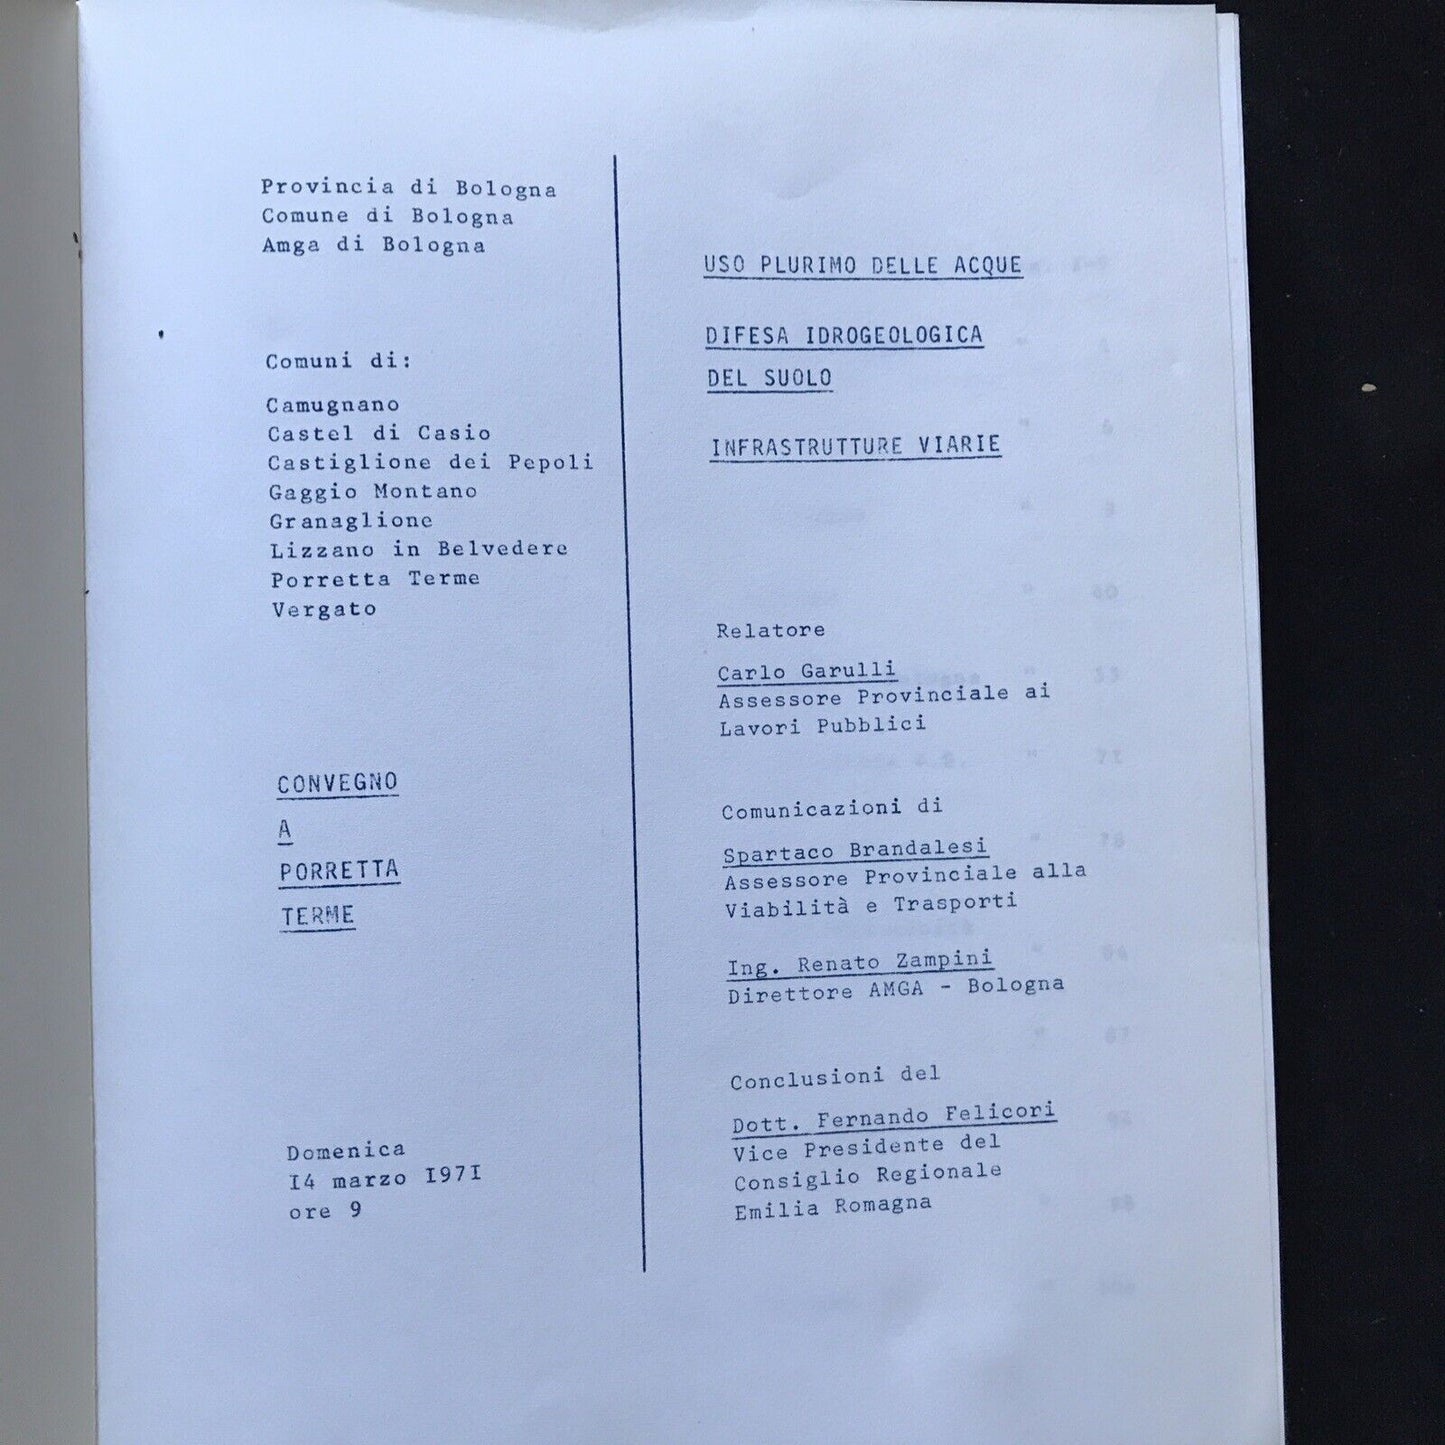 Provincia di Bologna
Comune di Bologna
Amga di Bologna
Comuni di:
Camugnano
Castel di Casio
Castiglione dei Pepoli
Gaggio Montano
Granaglione
Lizzano in Belvedere
Porretta Terme
Vergato
CONVEGNO
A
PORRETTA
TERME
Domenica
I4 marzo I97I
ore 9
USO PLURIMO DELLE ACQUE
DIFESA IDROGEOLOGICA
DEL SUOLO
INFRASTRUTTURE VIARIE
Relatore
Carlo Garulli
Assessore Provinciale ai
Lavori Pubblici
Comunicazioni di
Spartaco Brandalesi
Assessore Provinciale alla
Viabilità e Trasporti
Ing. Renato Zampini
Direttore AMGA - Bologna
Conclusioni del
Dott. Fernando Felicori
Vice Presidente del
Consiglio Regionale
Emilia Romagna